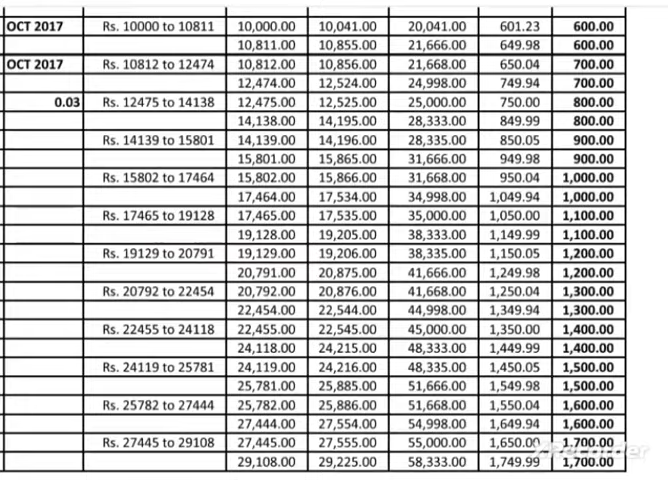 OCT 2017 Rs. 10000 to 10811 10,000.00 10,041.00 20,041.00 601.23 600.00
10,811.00 10,855.00 21,666.00 649.98 600.00
OCT 2017 Rs. 10812 to 12474 10,812.00 10,856.00 21,668.00 650.04 700.00
12,474.00 12,524.00 24,998.00 749.94 700.00
0.03 Rs. 12475 to 14138 12,475.00 12,525.00 25,000.00 750.00 800.00
14,138.00 14,195.00 28,333.00 849.99 800.00
Rs. 14139 to 15801 14,139.00 14,196.00 28,335.00 850.05 900.00
15,801.00 15,865.00 31,666.00 949.98 900.00
Rs. 15802 to 17464 15,802.00 15,866.00 31,668.00 950.04 1,000.00
17,464.00 17,534.00 34,998.00 1,049.94 1,000.00
Rs. 17465 to 19128 17,465.00 17,535.00 35,000.00 1,050.00 1,100.00
19,128.00 19,205.00 38,333.00 1,149.99 1,100.00
Rs. 19129 to 20791 19,129.00 19,206.00 38,335.00 1,150.05 1,200.00
20,791.00 20,875.00 41,666.00 1,249.98 1,200.00
Rs. 20792 to 22454 20,792.00 20,876.00 41,668.00 1,250.04 1,300.00
22,454.00 22,544.00 44,998.00 1,349.94 1,300.00
Rs. 22455 to 24118 22,455.00 22,545.00 45,000.00 1,350.00 1,400.00
24,118.00 24,215.00 48,333.00 1,449.99 1,400.00
Rs. 24119 to 25781 24,119.00 24,216.00 48,335.00 1,450.05 1,500.00
25,781.00 25,885.00 51,666.00 1,549.98 1,500.00
Rs. 25782 to 27444 25,782.00 25,886.00 51,668.00 1,550.04 1,600.00
27,444.00 27,554.00 54,998.00 1,649.94 1,600.00
Rs. 27445 to 29108 27,445.00 27,555.00 55,000.00 1,650.00 1,700.00
XRecorder
29,108.00 29,225.00 58,333.00 1,749.99 1,700.00